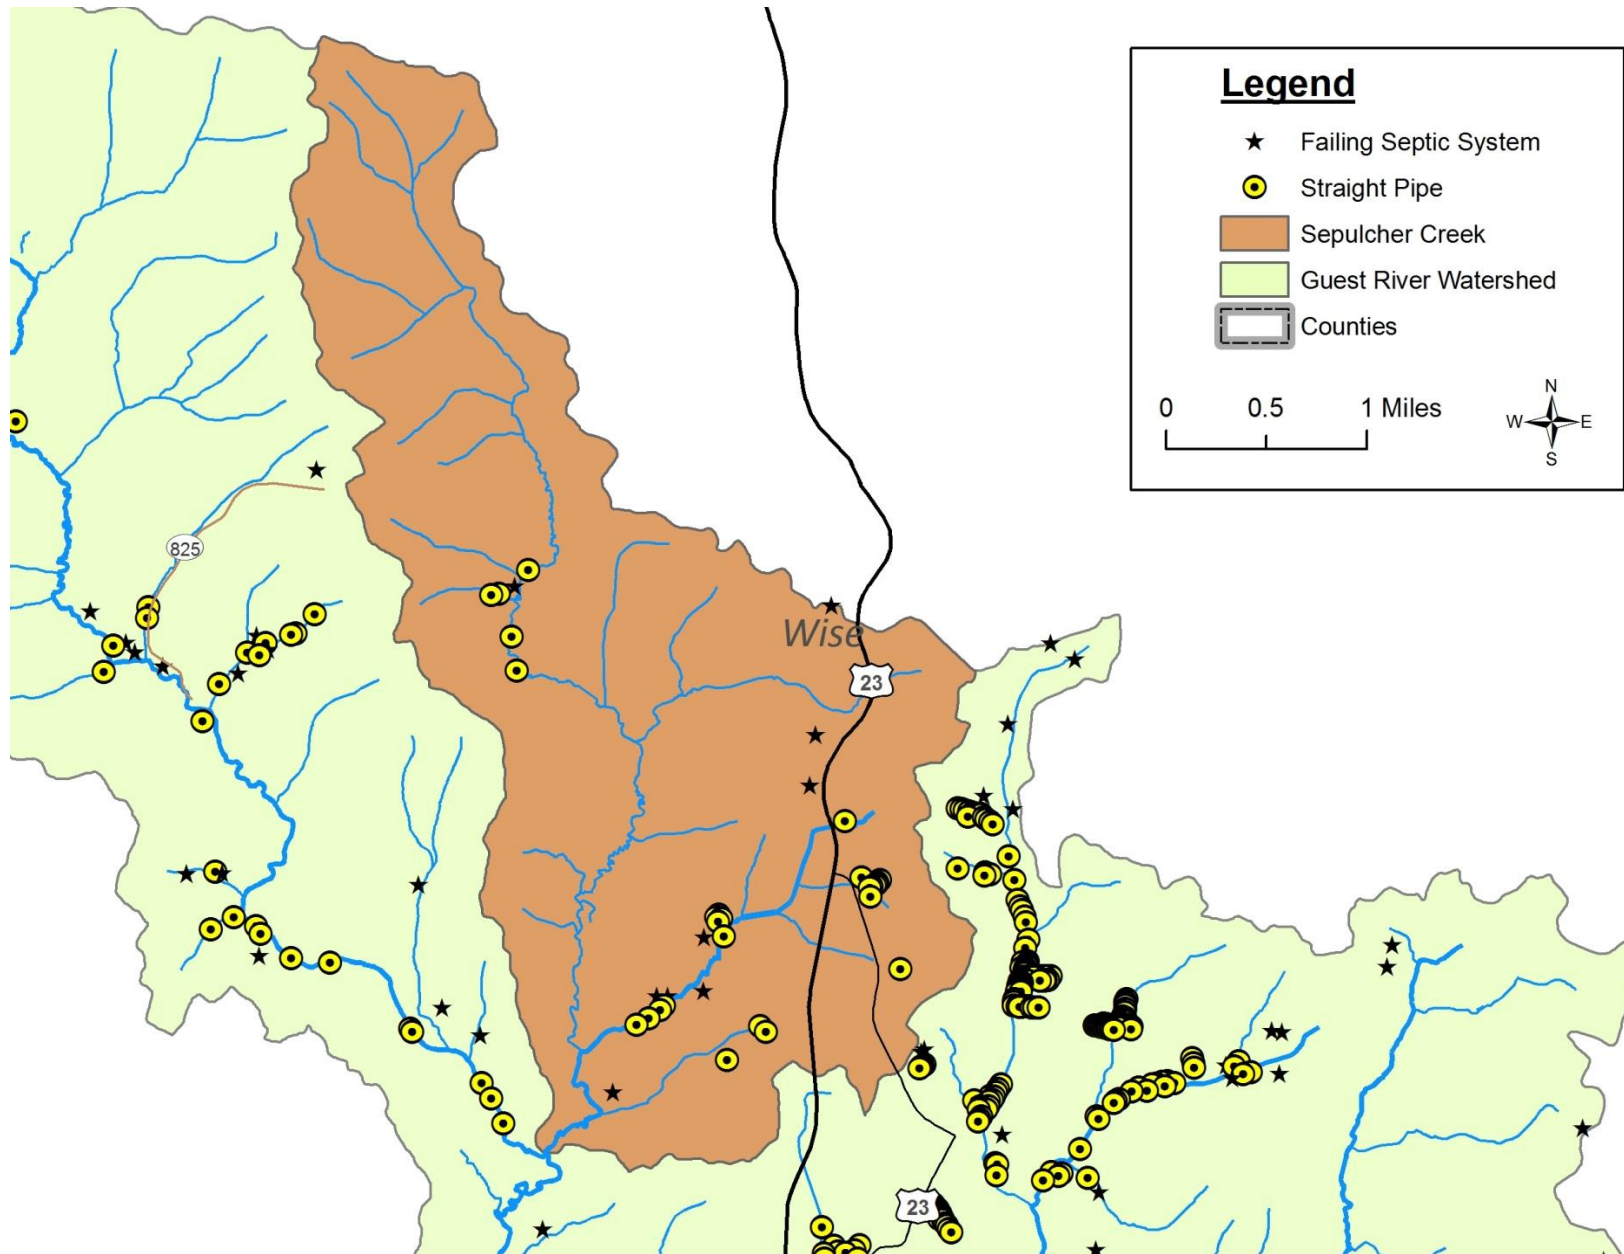 Legend
Failing Septic System
Straight Pipe
Sepulcher Creek
Guest River Watershed
Counties
0 0.5 1 Miles
N
W E
S
825
Wise
23
23